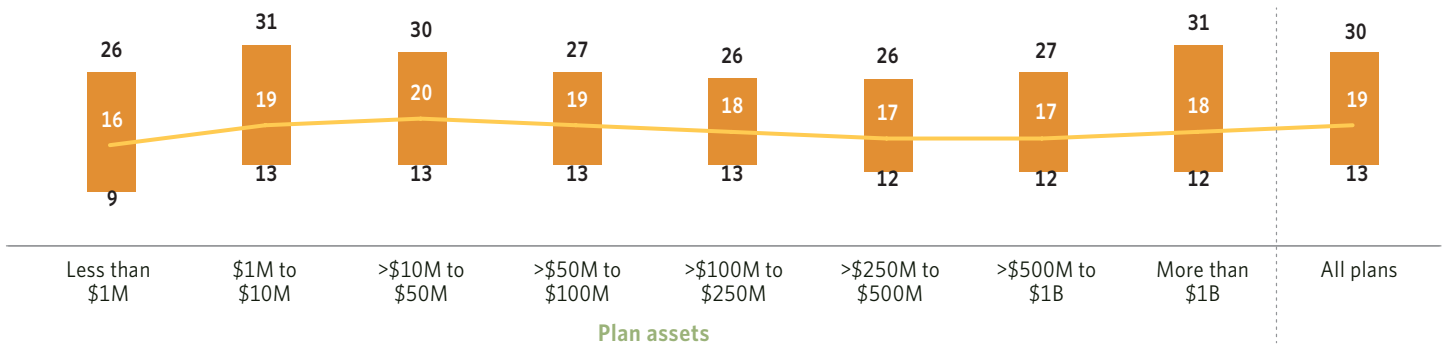 26 31 30 27 26 26 27 31 30
16 19 20 19 18 17 17 18 19
9 13 13 13 13 12 12 12 13
Less than $1M to >$10M to >$50M to >$100M to >$250M to >$500M to More than All plans
$1M $10M $50M $100M $250M $500M $1B $1B
Plan assets